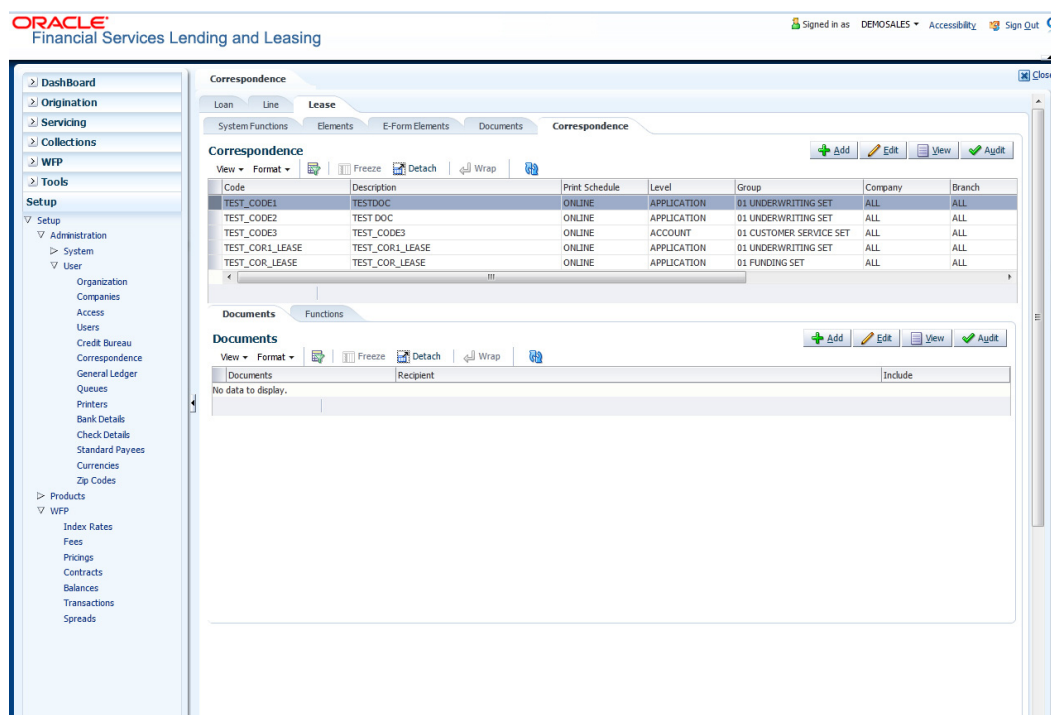 ORACLE
Financial Services Lending and Leasing
Signed in as DEMOSALES Accessibility Sign Out
Close
DashBoard
Origination
Servicing
Collections
WFP
Tools
Setup
Setup
Administration
System
User
Organization
Companies
Access
Users
Credit Bureau
Correspondence
General Ledger
Queues
Printers
Bank Details
Check Details
Standard Payees
Currencies
Zip Codes
Products
WFP
Index Rates
Fees
Pricings
Contracts
Balances
Transactions
Spreads
Correspondence
Loan Line Lease
System Functions Elements E-Form Elements Documents Correspondence
Correspondence
Add Edit View Audit
View Format Freeze Detach Wrap
Code Description Print Schedule Level Group Company Branch
TEST_CODE1 TESTDOC ONLINE APPLICATION 01 UNDERWRITING SET ALL ALL
TEST_CODE2 TEST DOC ONLINE APPLICATION 01 UNDERWRITING SET ALL ALL
TEST_CODE3 TEST_CODE3 ONLINE ACCOUNT 01 CUSTOMER SERVICE SET ALL ALL
TEST_COR1_LEASE TEST_COR1_LEASE ONLINE APPLICATION 01 UNDERWRITING SET ALL ALL
TEST_COR_LEASE TEST_COR_LEASE ONLINE APPLICATION 01 FUNDING SET ALL ALL
Documents Functions
Documents
Add Edit View Audit
View Format Freeze Detach Wrap
Documents Recipient Include
No data to display.